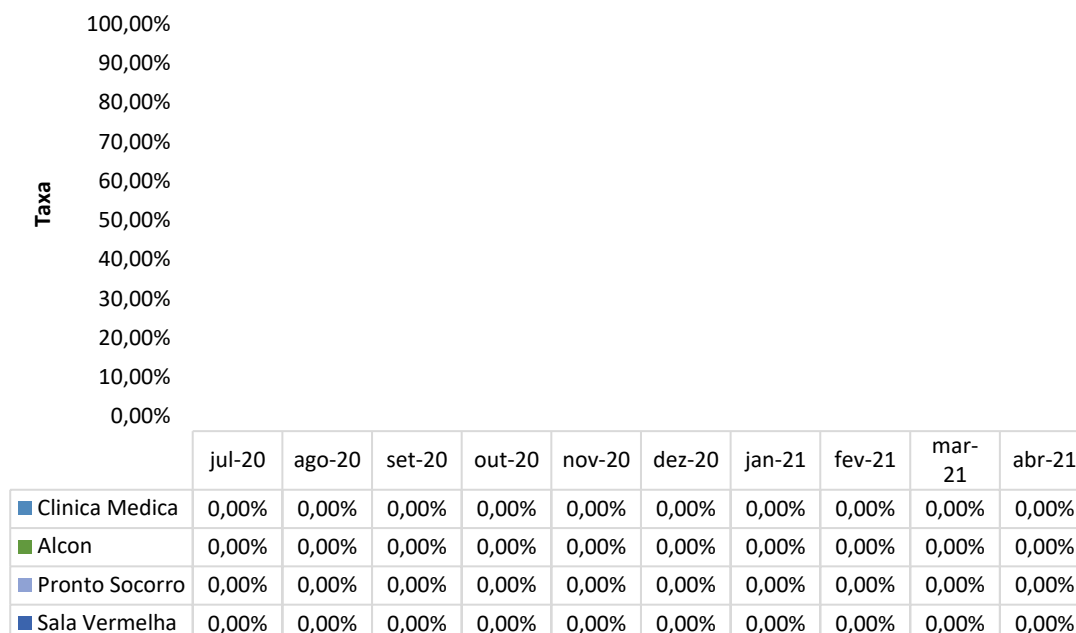 100,00%
90,00%
80,00%
70,00%
60,00%
50,00%
40,00%
30,00%
20,00%
10,00%
0,00%
Taxa
jul-20 ago-20 set-20 out-20 nov-20 dez-20 jan-21 fev-21 mar-21 abr-21
Clinica Medica 0,00% 0,00% 0,00% 0,00% 0,00% 0,00% 0,00% 0,00% 0,00% 0,00%
Alcon 0,00% 0,00% 0,00% 0,00% 0,00% 0,00% 0,00% 0,00% 0,00% 0,00%
Pronto Socorro 0,00% 0,00% 0,00% 0,00% 0,00% 0,00% 0,00% 0,00% 0,00% 0,00%
Sala Vermelha 0,00% 0,00% 0,00% 0,00% 0,00% 0,00% 0,00% 0,00% 0,00% 0,00%